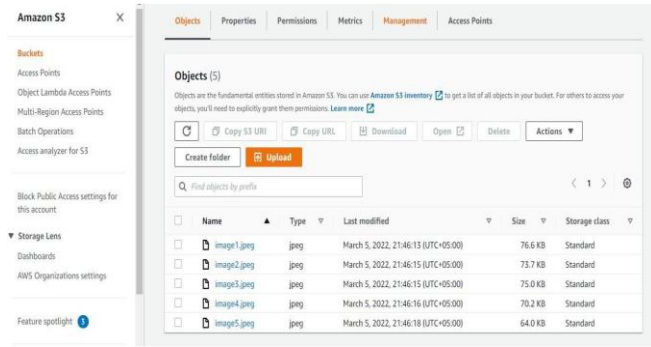 Amazon S3 X
Buckets
Access Points
Object Lambda Access Points
Multi-Region Access Points
Batch Operations
Access analyzer for S3
Block Public Access settings for
this account
▼ Storage Lens
Dashboards
AWS Organizations settings
Feature spotlight 3
Objects Properties Permissions Metrics Management Access Points
Objects (5)
Objects are the fundamental entities stored in Amazon S3. You can use Amazon S3 inventory to get a list of all objects in your bucket. For others to access your
objects, you'll need to explicitly grant them permissions. Learn more
Copy S3 URI Copy URL Download Open Delete Actions ▼
Create folder Upload
Find objects by prefix < 1 >
Name ▲ Type ▽ Last modified ▽ Size ▽ Storage class ▽
image1.jpeg jpeg March 5, 2022, 21:46:13 (UTC+05:00) 76.6 KB Standard
image2.jpeg jpeg March 5, 2022, 21:46:15 (UTC+05:00) 73.7 KB Standard
image3.jpeg jpeg March 5, 2022, 21:46:15 (UTC+05:00) 75.0 KB Standard
image4.jpeg jpeg March 5, 2022, 21:46:16 (UTC+05:00) 70.2 KB Standard
image5.jpeg jpeg March 5, 2022, 21:46:18 (UTC+05:00) 64.0 KB Standard